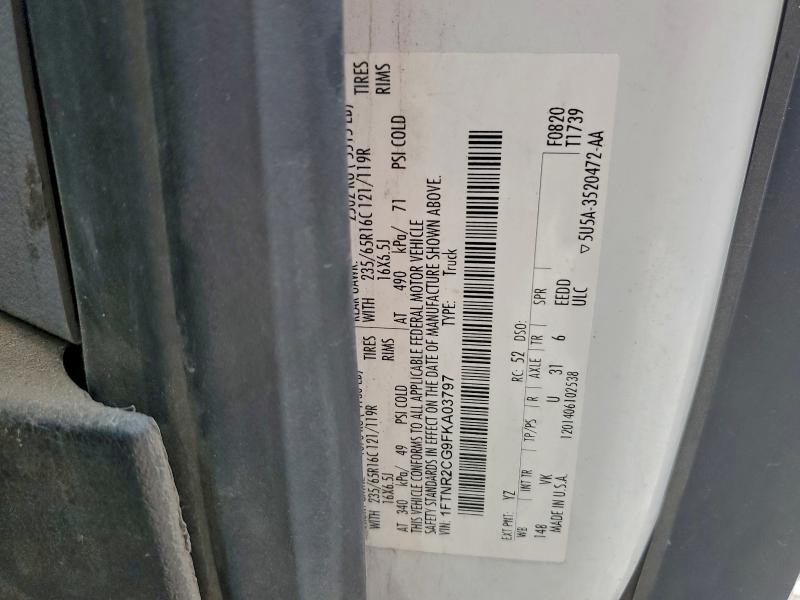 WITH 235/65R16C 121/119R TIRES
16X6.5J RIMS
AT 340 kPa/ 49 PSI COLD
WITH 235/65R16C 121/119R TIRES
16X6.5J RIMS
AT 490 kPa/ 71 PSI COLD
THIS VEHICLE CONFORMS TO ALL APPLICABLE FEDERAL MOTOR VEHICLE
SAFETY STANDARDS IN EFFECT ON THE DATE OF MANUFACTURE SHOWN ABOVE.
VIN: 1FTNR2CG9FKA03797 TYPE: Truck
EXT PNT: YZ RC: 52 DSO: F0820
T1739
WB INT TR TP/PS R AXLE TR SPR
148 VK U 31 6 EEDD
ULC
MADE IN U.S.A. 1201406102538 5U5A-3520472-AA